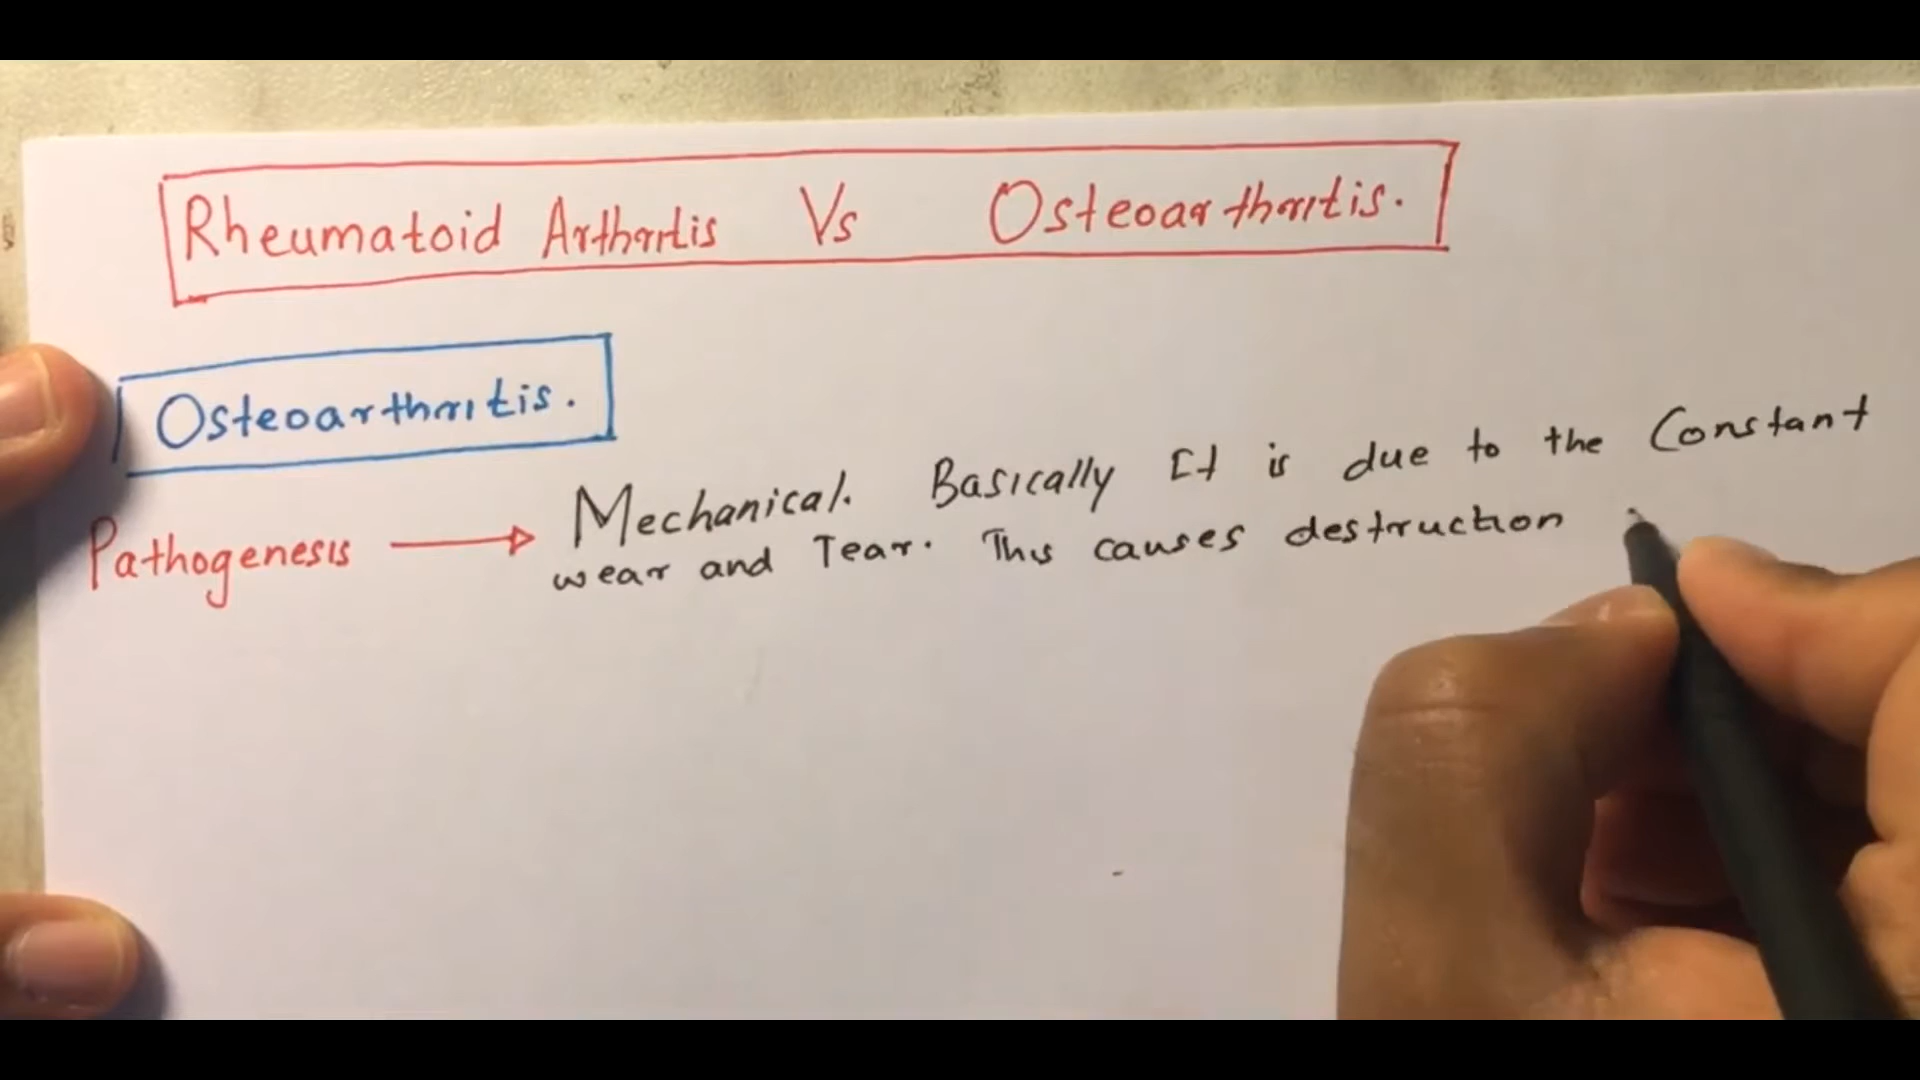 Rheumatoid Arthritis Vs Osteoarthritis.
Osteoarthritis.
Pathogenesis → Mechanical. Basically It is due to the Constant
wear and Tear. This causes destruction